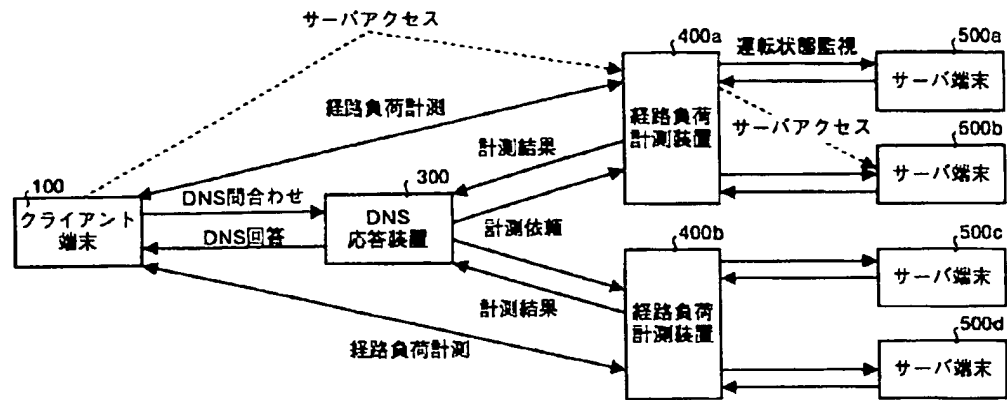 サーバアクセス
400a
運転状態監視
500a
サーバ端末
経路負荷計測
経路負荷
計測装置
サーバアクセス
500b
サーバ端末
計測結果
100
クライアント
端末
DNS問合わせ
DNS回答
300
DNS
応答装置
計測依頼
400b
500c
サーバ端末
計測結果
経路負荷
計測装置
500d
サーバ端末
経路負荷計測